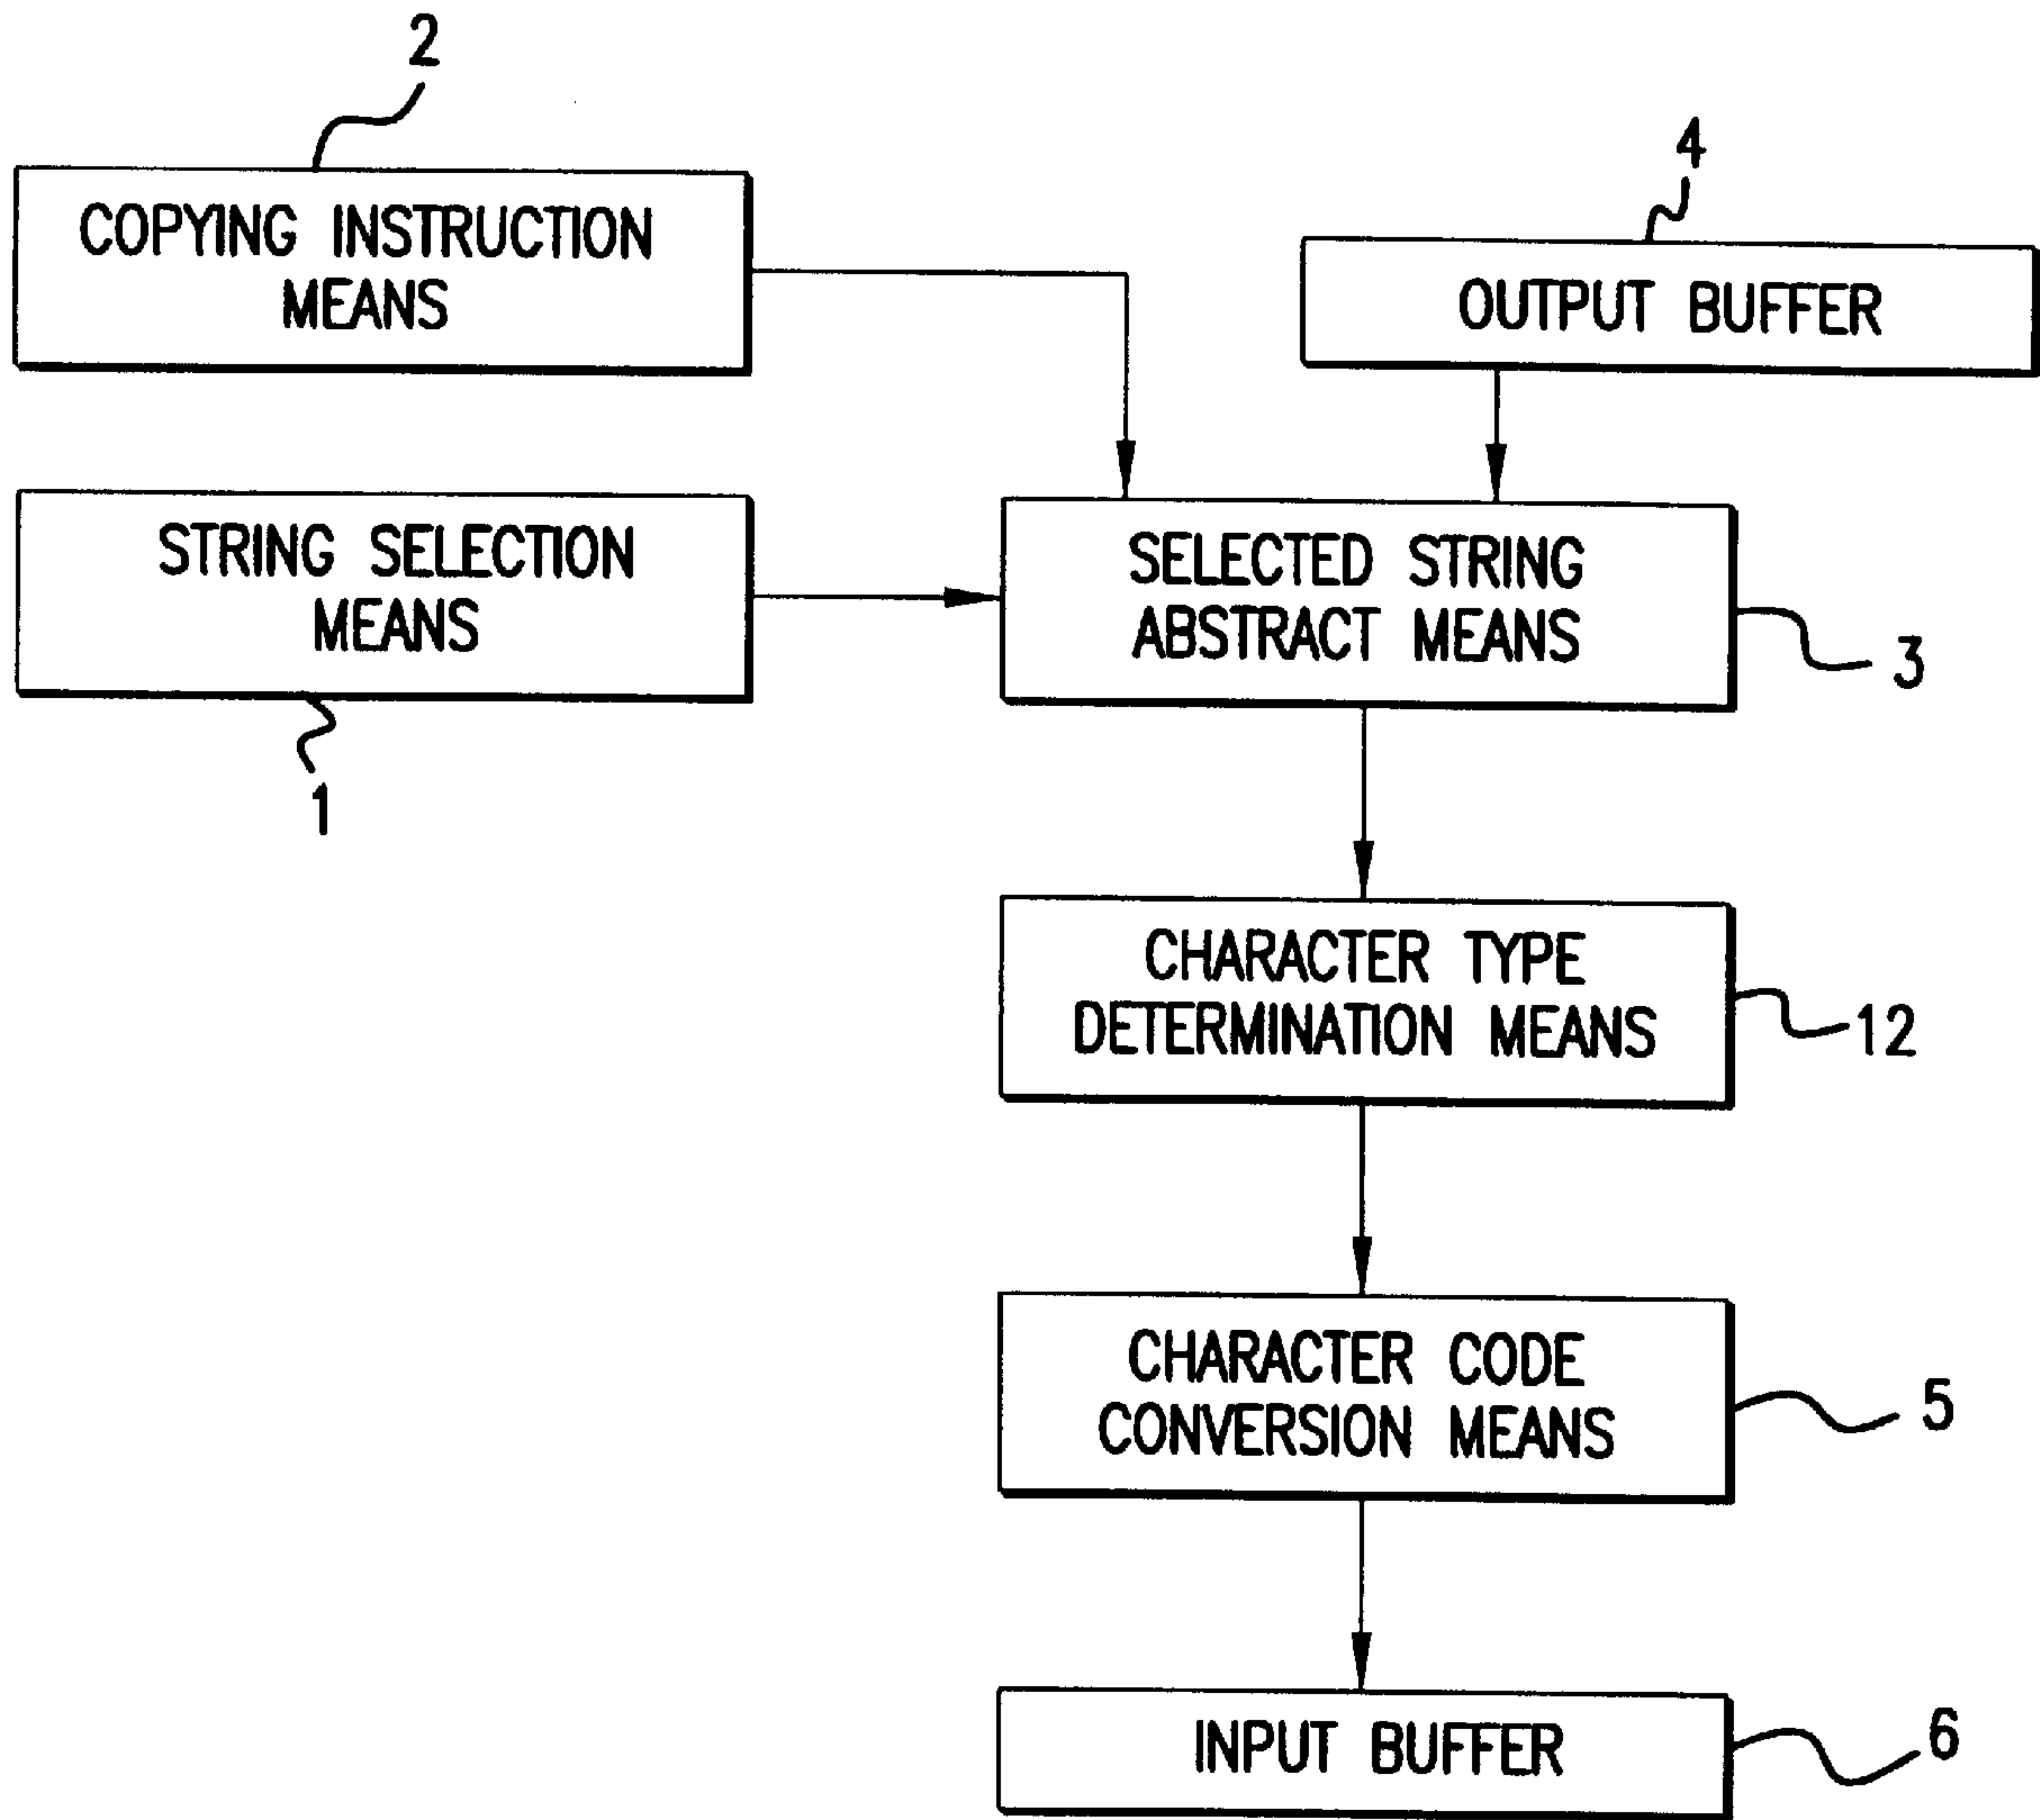 2
COPYING INSTRUCTION
MEANS
4
OUTPUT BUFFER
STRING SELECTION
MEANS
1
SELECTED STRING
ABSTRACT MEANS
3
CHARACTER TYPE
DETERMINATION MEANS
12
CHARACTER CODE
CONVERSION MEANS
5
INPUT BUFFER
6